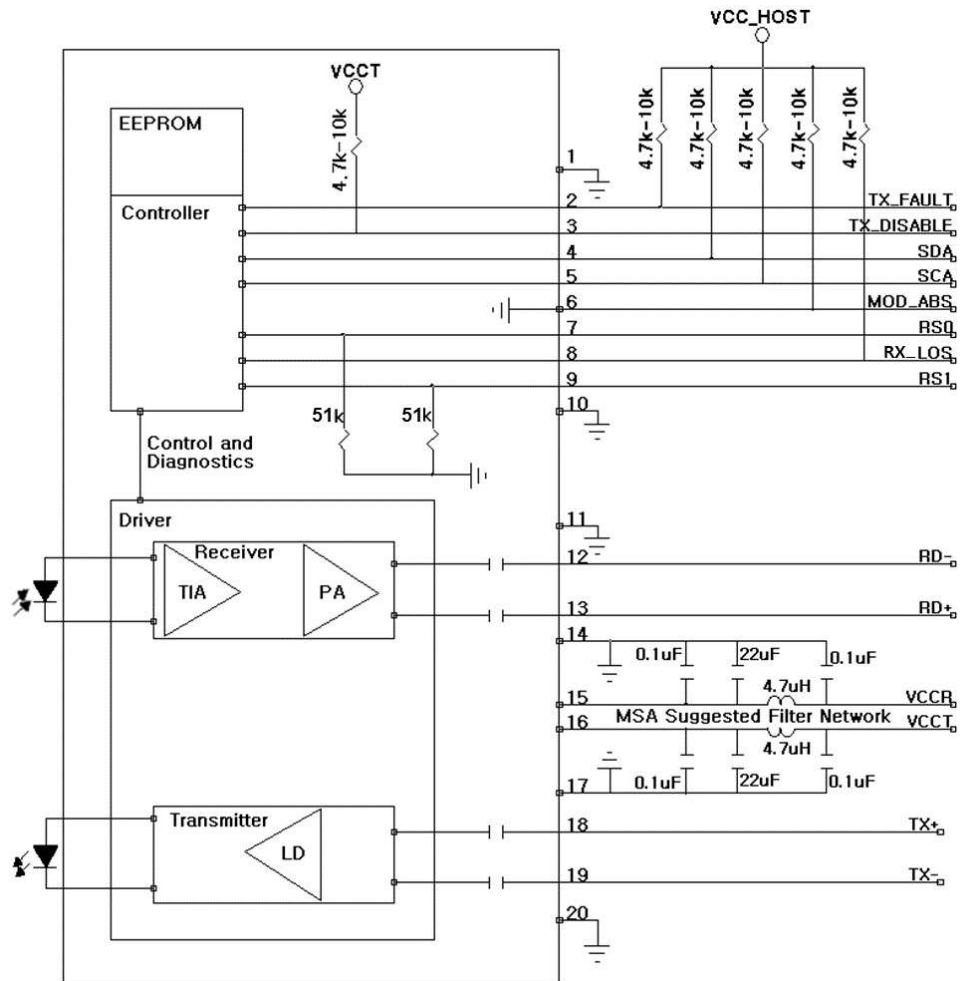 VCC_HOST
VCCT
4.7k-10k
4.7k-10k
4.7k-10k
4.7k-10k
4.7k-10k
4.7k-10k
EEPROM
Controller
1
2 TX_FAULT
3 TX_DISABLE
4 SDA
5 SCA
6 MOD_ABS
7 RS0
8 RX_LOS
9 RS1
10
51k 51k
Control and
Diagnostics
Driver
11
Receiver
12 RD-
TIA PA
13 RD+
14
0.1uF 22uF 0.1uF
4.7uH
15 VCCR
MSA Suggested Filter Network
16 VCCT
4.7uH
0.1uF 22uF 0.1uF
17
Transmitter
18 TX+
LD
19 TX-
20